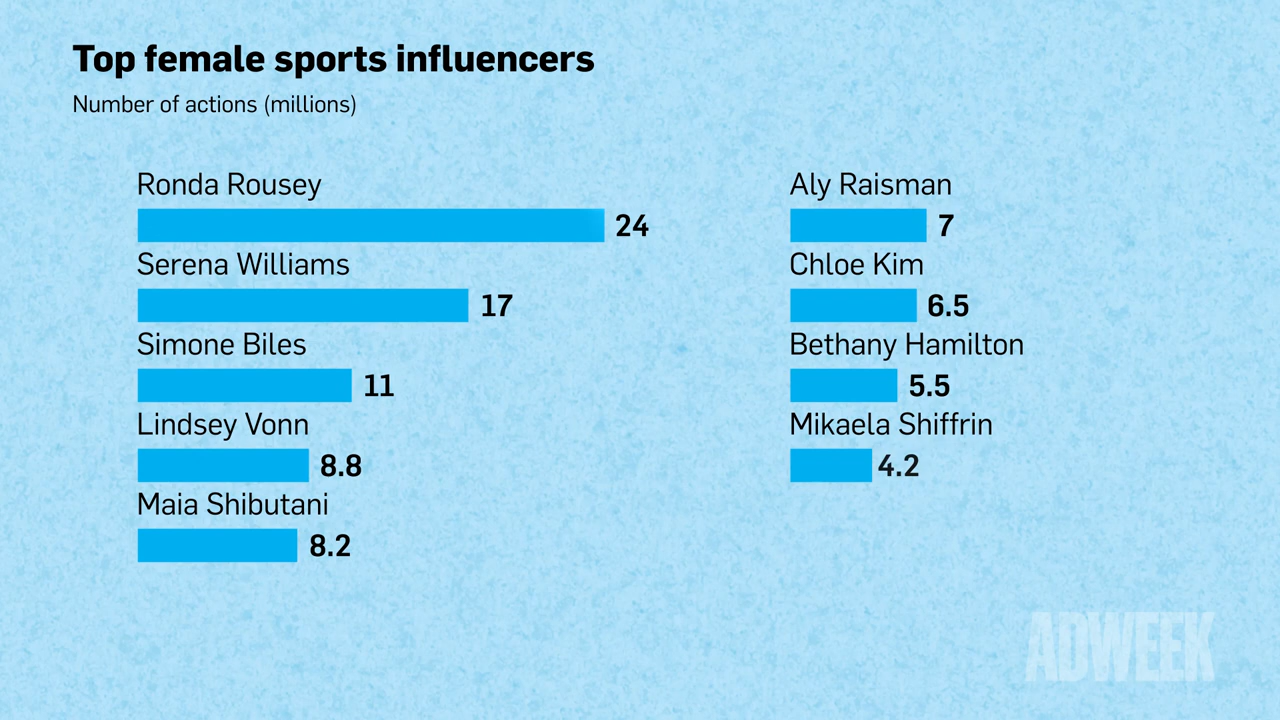 Top female sports influencers
Number of actions (millions)
Ronda Rousey
24
Serena Williams
17
Simone Biles
11
Lindsey Vonn
8.8
Maia Shibutani
8.2
Aly Raisman
7
Chloe Kim
6.5
Bethany Hamilton
5.5
Mikaela Shiffrin
4.2
ADWEEK